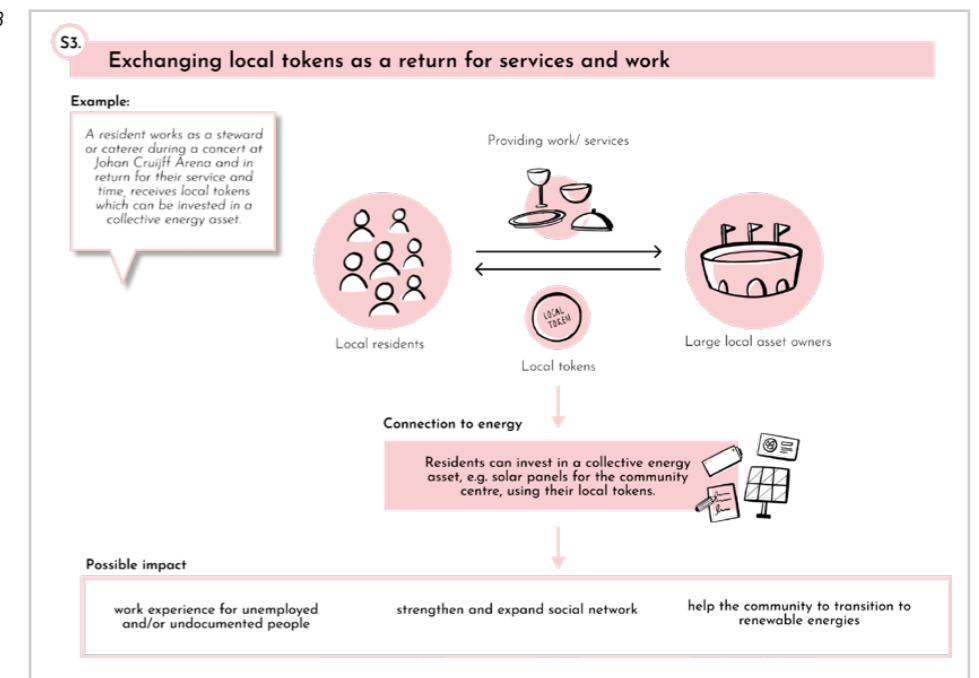 S3.
Exchanging local tokens as a return for services and work
Example:
A resident works as a steward
or caterer during a concert at
Johan Cruijff Arena and in
return for their service and
time, receives local tokens
which can be invested in a
collective energy asset.
Providing work/ services
LOCAL
TOKEN
Local residents
Large local asset owners
Local tokens
Connection to energy
Residents can invest in a collective energy
asset, e.g. solar panels for the community
centre, using their local tokens.
Possible impact
work experience for unemployed
and/or undocumented people
strengthen and expand social network
help the community to transition to
renewable energies